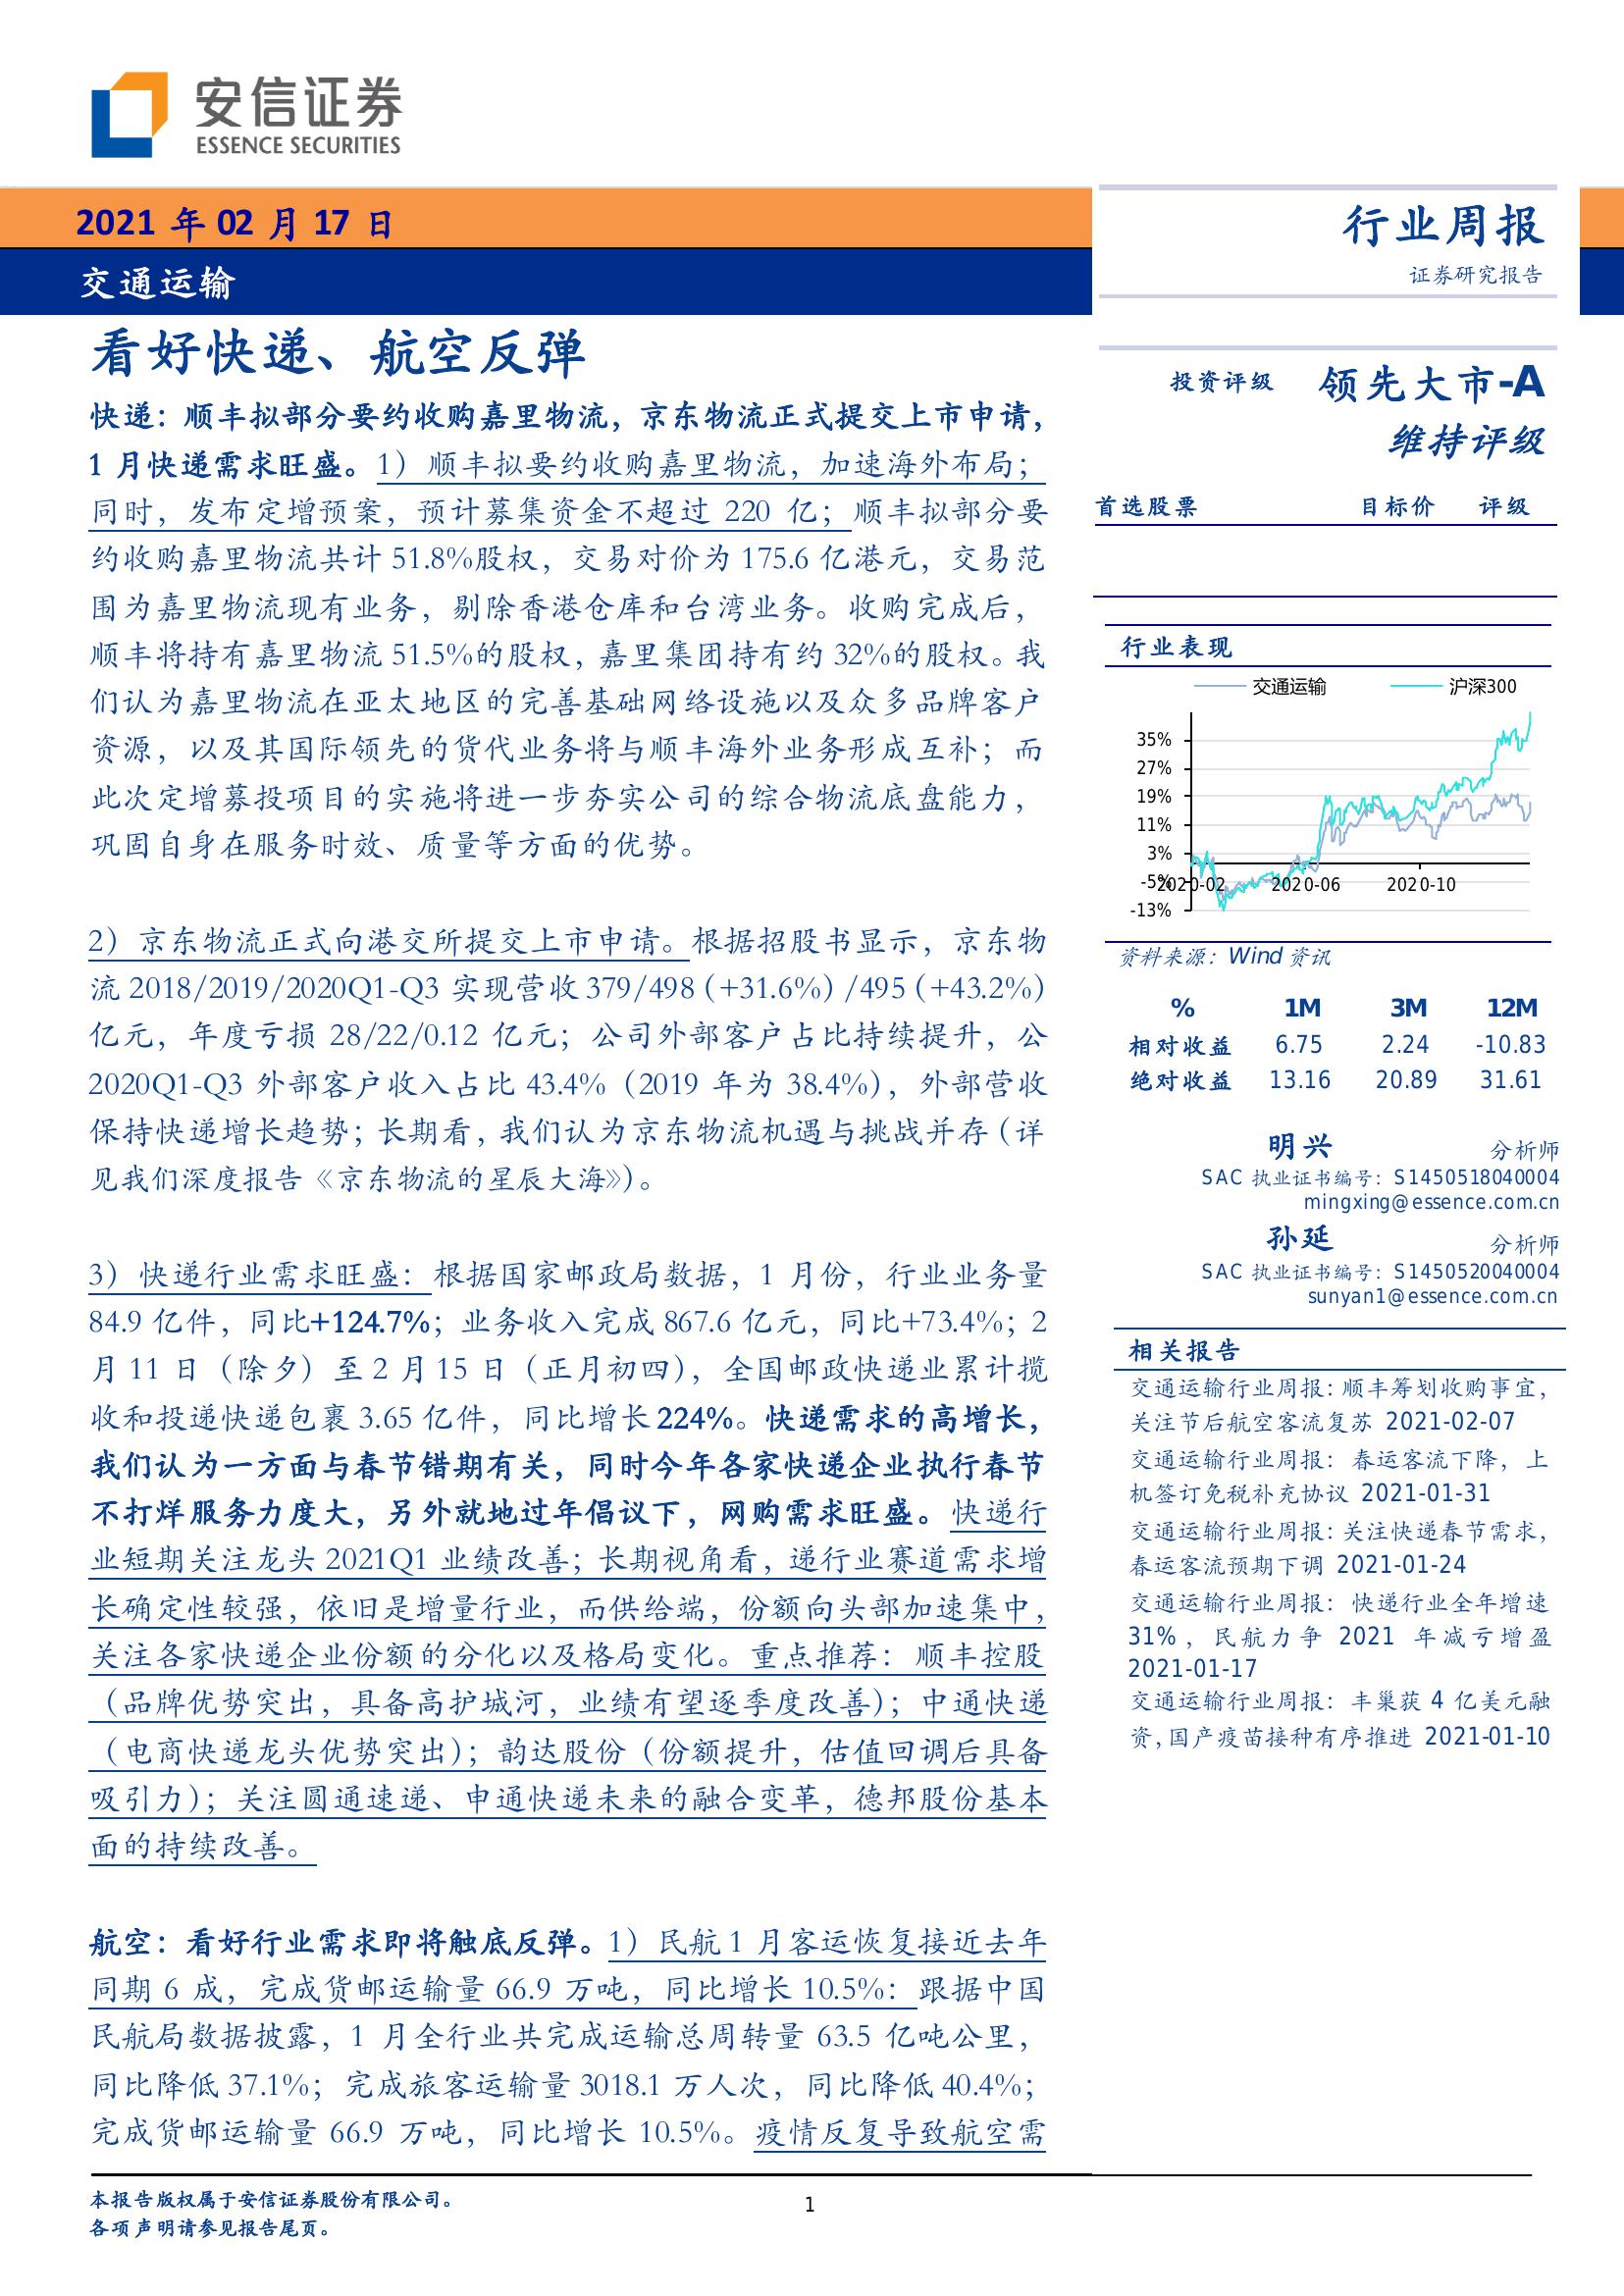 安信证券
ESSENCE SECURITIES
2021 年 02 月 17 日
交通运输
行业周报
证券研究报告
看好快递、航空反弹
快递：顺丰拟部分要约收购嘉里物流，京东物流正式提交上市申请，
1 月快递需求旺盛。1）顺丰拟要约收购嘉里物流，加速海外布局；
同时，发布定增预案，预计募集资金不超过 220 亿；顺丰拟部分要
约收购嘉里物流共计 51.8%股权，交易对价为 175.6 亿港元，交易范
围为嘉里物流现有业务，剔除香港仓库和台湾业务。收购完成后，
顺丰将持有嘉里物流 51.5%的股权，嘉里集团持有约 32%的股权。我
们认为嘉里物流在亚太地区的完善基础网络设施以及众多品牌客户
资源，以及其国际领先的货代业务将与顺丰海外业务形成互补；而
此次定增募投项目的实施将进一步夯实公司的综合物流底盘能力，
巩固自身在服务时效、质量等方面的优势。
2）京东物流正式向港交所提交上市申请。根据招股书显示，京东物
流 2018/2019/2020Q1-Q3 实现营收 379/498（+31.6%）/495（+43.2%）
亿元，年度亏损 28/22/0.12 亿元；公司外部客户占比持续提升，公
2020Q1-Q3 外部客户收入占比 43.4%（2019 年为 38.4%），外部营收
保持快递增长趋势；长期看，我们认为京东物流机遇与挑战并存（详
见我们深度报告《京东物流的星辰大海》）。
3）快递行业需求旺盛：根据国家邮政局数据，1 月份，行业业务量
84.9 亿件，同比+124.7%；业务收入完成 867.6 亿元，同比+73.4%；2
月 11 日（除夕）至 2 月 15 日（正月初四），全国邮政快递业累计揽
收和投递快递包裹 3.65 亿件，同比增长 224%。快递需求的高增长，
我们认为一方面与春节错期有关，同时今年各家快递企业执行春节
不打烊服务力度大，另外就地过年倡议下，网购需求旺盛。快递行
业短期关注龙头 2021Q1 业绩改善；长期视角看，递行业赛道需求增
长确定性较强，依旧是增量行业，而供给端，份额向头部加速集中，
关注各家快递企业份额的分化以及格局变化。重点推荐：顺丰控股
（品牌优势突出，具备高护城河，业绩有望逐季度改善）；中通快递
（电商快递龙头优势突出）；韵达股份（份额提升，估值回调后具备
吸引力）；关注圆通速递、申通快递未来的融合变革，德邦股份基本
面的持续改善。
航空：看好行业需求即将触底反弹。1）民航 1 月客运恢复接近去年
同期 6 成，完成货邮运输量 66.9 万吨，同比增长 10.5%：跟据中国
民航局数据披露，1 月全行业共完成运输总周转量 63.5 亿吨公里，
同比降低 37.1%；完成旅客运输量 3018.1 万人次，同比降低 40.4%；
完成货邮运输量 66.9 万吨，同比增长 10.5%。疫情反复导致航空需
投资评级 领先大市-A
维持评级
首选股票 目标价 评级
行业表现
交通运输 沪深300
35%
27%
19%
11%
3%
-5%
-13%
2020-02 2020-06 2020-10
资料来源：Wind 资讯
% 1M 3M 12M
相对收益 6.75 2.24 -10.83
绝对收益 13.16 20.89 31.61
明兴 分析师
SAC 执业证书编号：S1450518040004
mingxing@essence.com.cn
孙延 分析师
SAC 执业证书编号：S1450520040004
sunyan1@essence.com.cn
相关报告
交通运输行业周报：顺丰筹划收购事宜，
关注节后航空客流复苏 2021-02-07
交通运输行业周报：春运客流下降，上
机签订免税补充协议 2021-01-31
交通运输行业周报：关注快递春节需求，
春运客流预期下调 2021-01-24
交通运输行业周报：快递行业全年增速
31%，民航力争 2021 年减亏增盈
2021-01-17
交通运输行业周报：丰巢获 4 亿美元融
资，国产疫苗接种有序推进 2021-01-10
本报告版权属于安信证券股份有限公司。
各项声明请参见报告尾页。
1